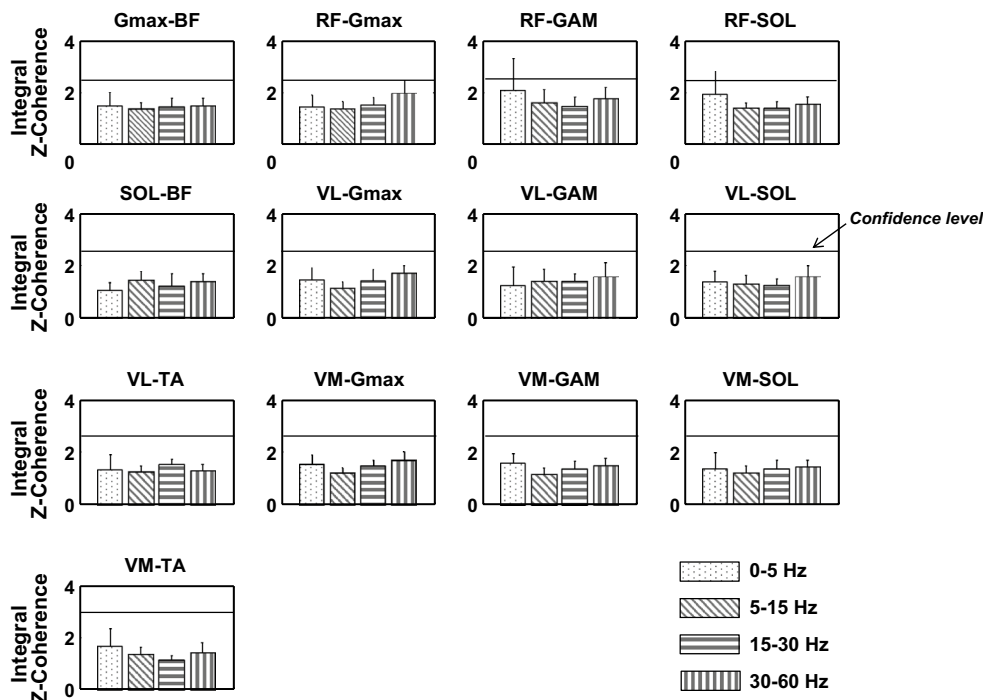 Gmax-BF RF-Gmax RF-GAM RF-SOL
Integral
Z-Coherence
4 4 4 4
2 2 2 2
0 0 0 0
SOL-BF VL-Gmax VL-GAM VL-SOL
Integral
Z-Coherence
4 4 4 4
2 2 2 2
0 0 0 0
Confidence level
VL-TA VM-Gmax VM-GAM VM-SOL
Integral
Z-Coherence
4 4 4 4
2 2 2 2
0 0 0 0
VM-TA
Integral
Z-Coherence
4
2
0
0-5 Hz
5-15 Hz
15-30 Hz
30-60 Hz